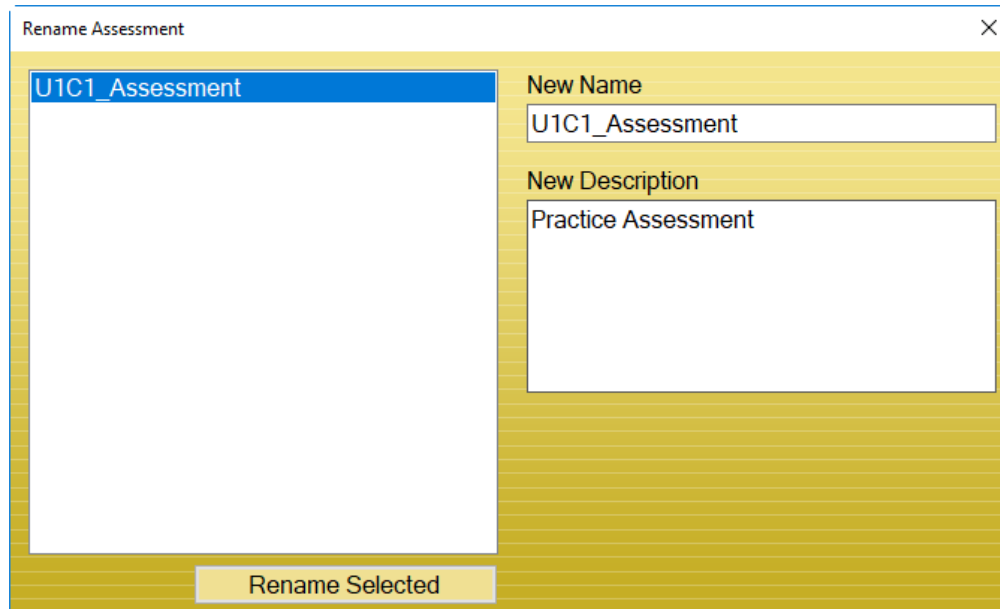 Rename Assessment
U1C1_Assessment
New Name
U1C1_Assessment
New Description
Practice Assessment
Rename Selected